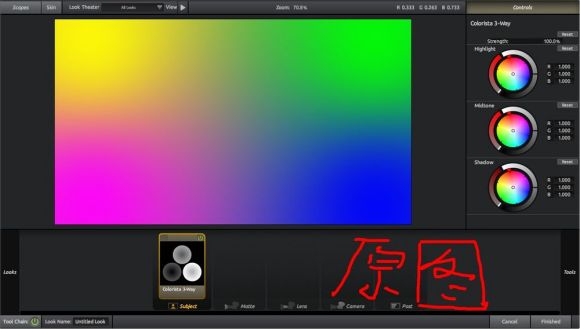 Scopes Skin Look Theater All Looks View Zoom: 70.8% R 0.333 G 0.263 B 0.733 Controls
Colorista 3-Way
Reset
Strength: 100.0%
Highlight Reset
R 1.000
G 1.000
B 1.000
Midtone Reset
R 1.000
G 1.000
B 1.000
Shadow Reset
R 1.000
G 1.000
B 1.000
原图
Looks Tools
Colorista 3-Way
Subject Matte Lens Camera Post
Tool Chain: Look Name: Untitled Look Cancel Finished